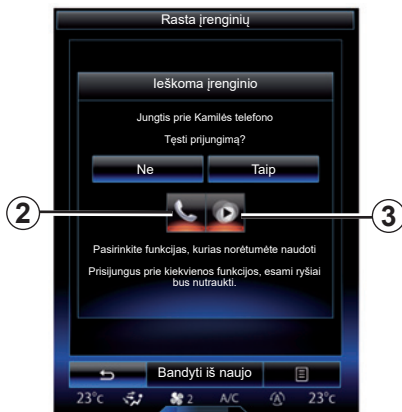 Rasta įrenginių
Ieškoma įrenginio
Jungtis prie Kamilės telefono
Tęsti prijungimą?
Ne
Taip
2
3
Pasirinkite funkcijas, kurias norėtumėte naudoti
Prisijungus prie kiekvienos funkcijos, esami ryšiai
bus nutraukti.
Bandyti iš naujo
23°c
2
A/C
A
23°c